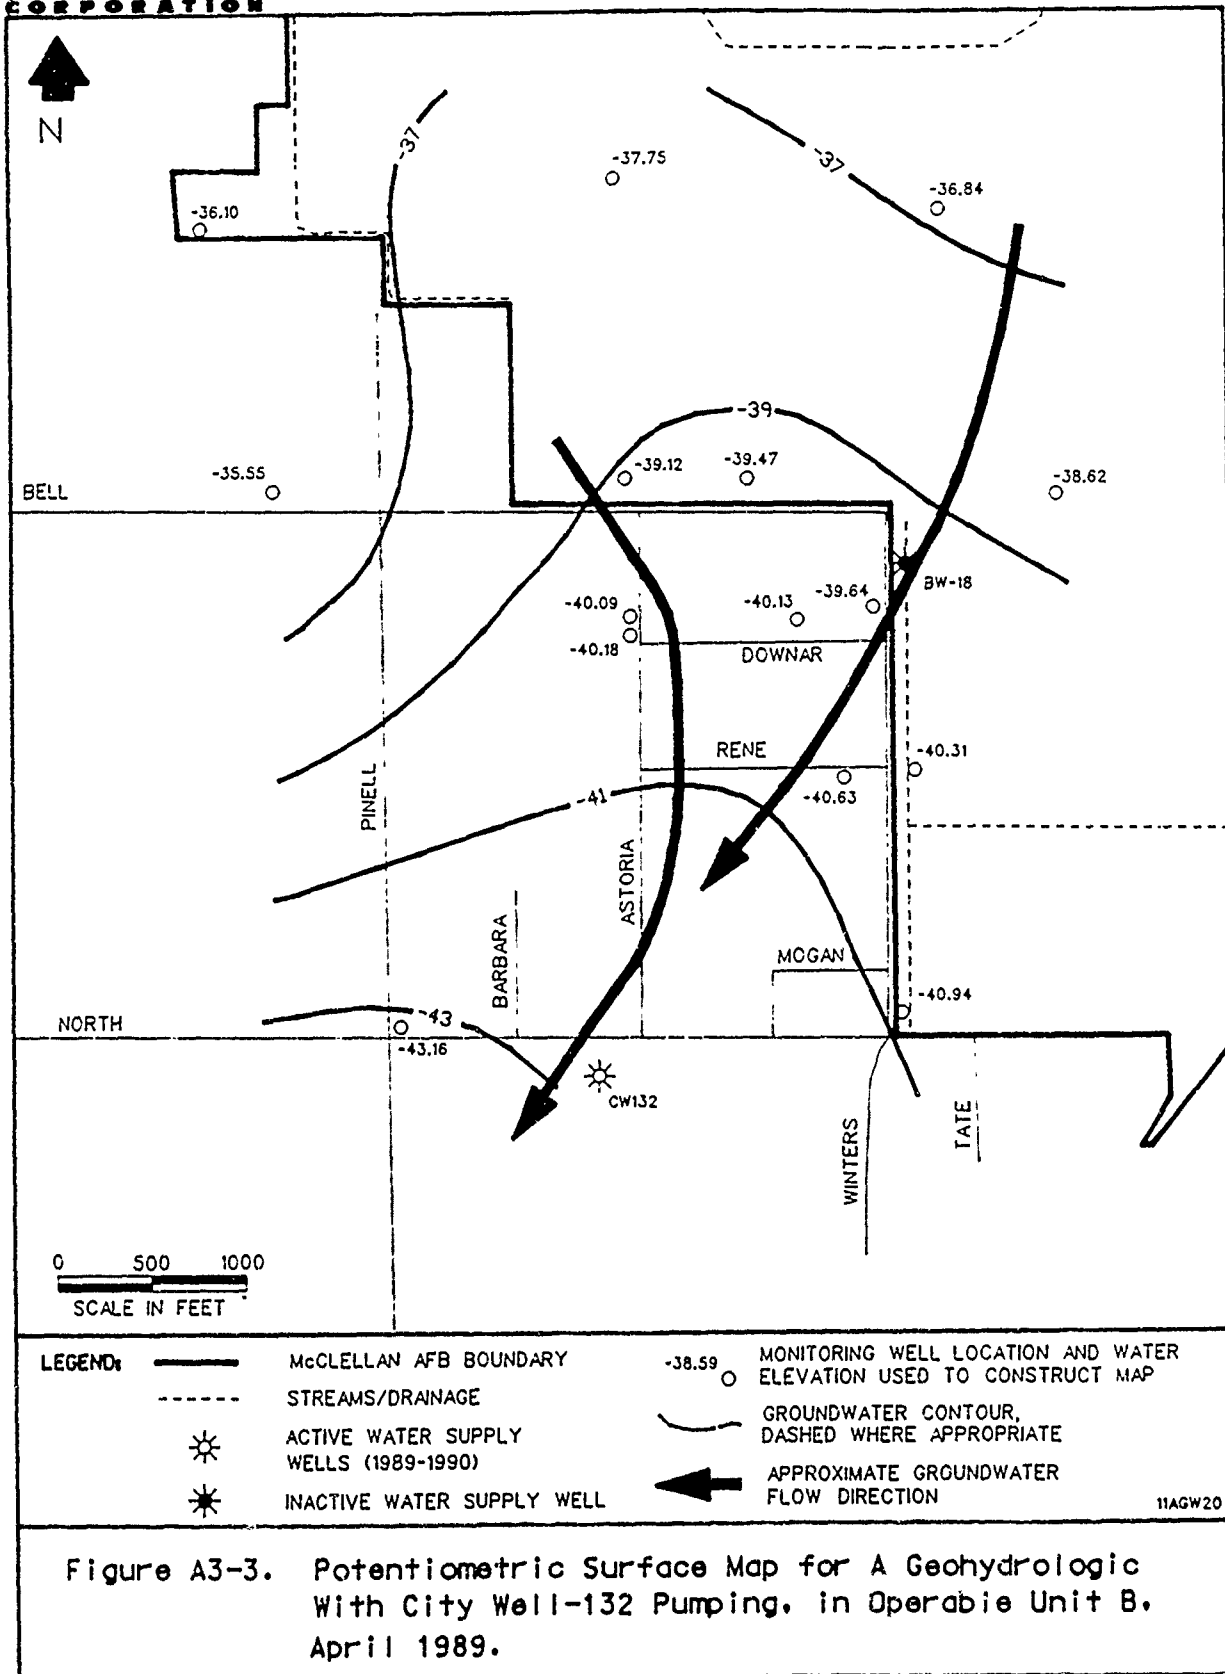 CORPORATION
N
-37
-37.75
-37
-36.84
-36.10
-39
-35.55
-39.12
-39.47
-38.62
BELL
BW-18
-40.09
-40.13
-39.64
-40.18
DOWNAR
RENE
-40.31
-40.63
PINELL
-41
ASTORIA
BARBARA
MOGAN
-40.94
NORTH
-43
-43.16
CW132
WINTERS
TATE
0 500 1000
SCALE IN FEET
LEGEND:
McCLELLAN AFB BOUNDARY
STREAMS/DRAINAGE
ACTIVE WATER SUPPLY
WELLS (1989-1990)
INACTIVE WATER SUPPLY WELL
-38.59
MONITORING WELL LOCATION AND WATER
ELEVATION USED TO CONSTRUCT MAP
GROUNDWATER CONTOUR,
DASHED WHERE APPROPRIATE
APPROXIMATE GROUNDWATER
FLOW DIRECTION
11AGW20
Figure A3-3. Potentiometric Surface Map for A Geohydrologic
With City Well-132 Pumping, in Operable Unit B,
April 1989.